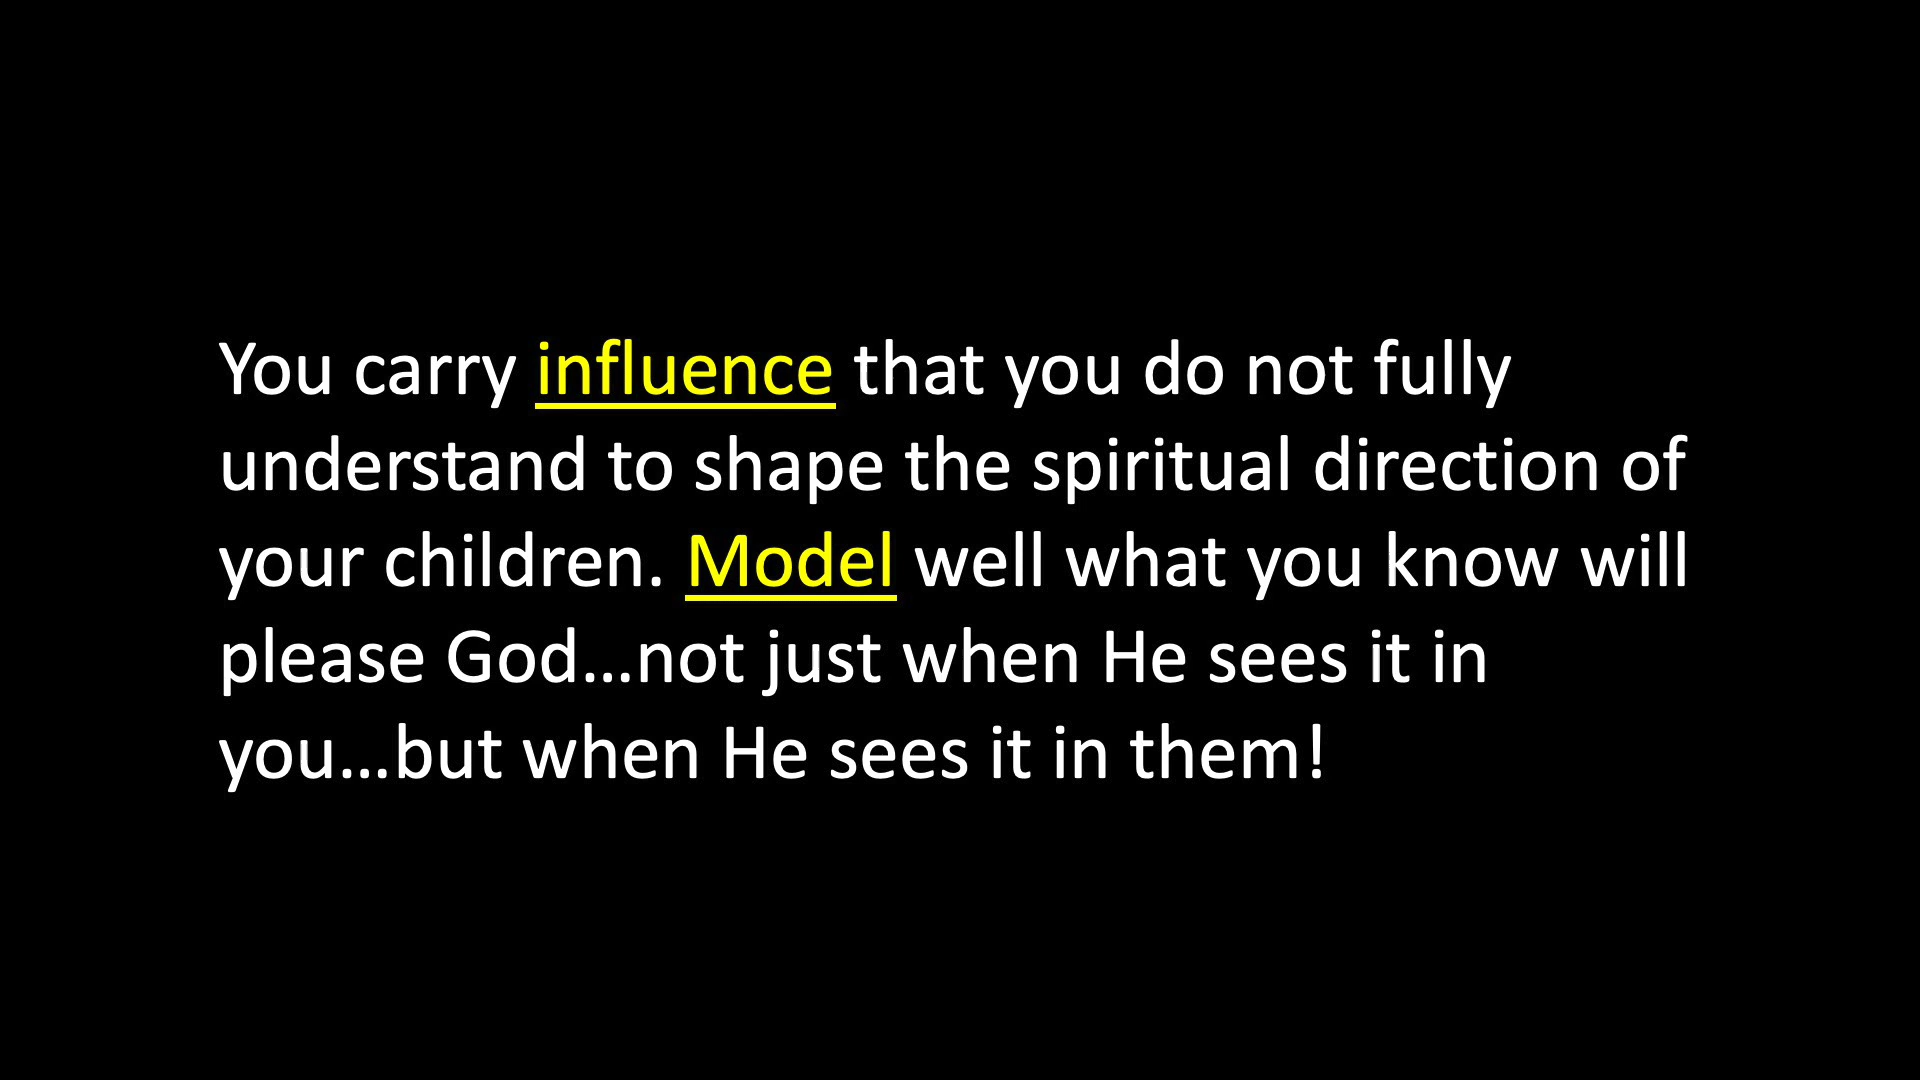 You carry influence that you do not fully
understand to shape the spiritual direction of
your children. Model well what you know will
please God…not just when He sees it in
you…but when He sees it in them!